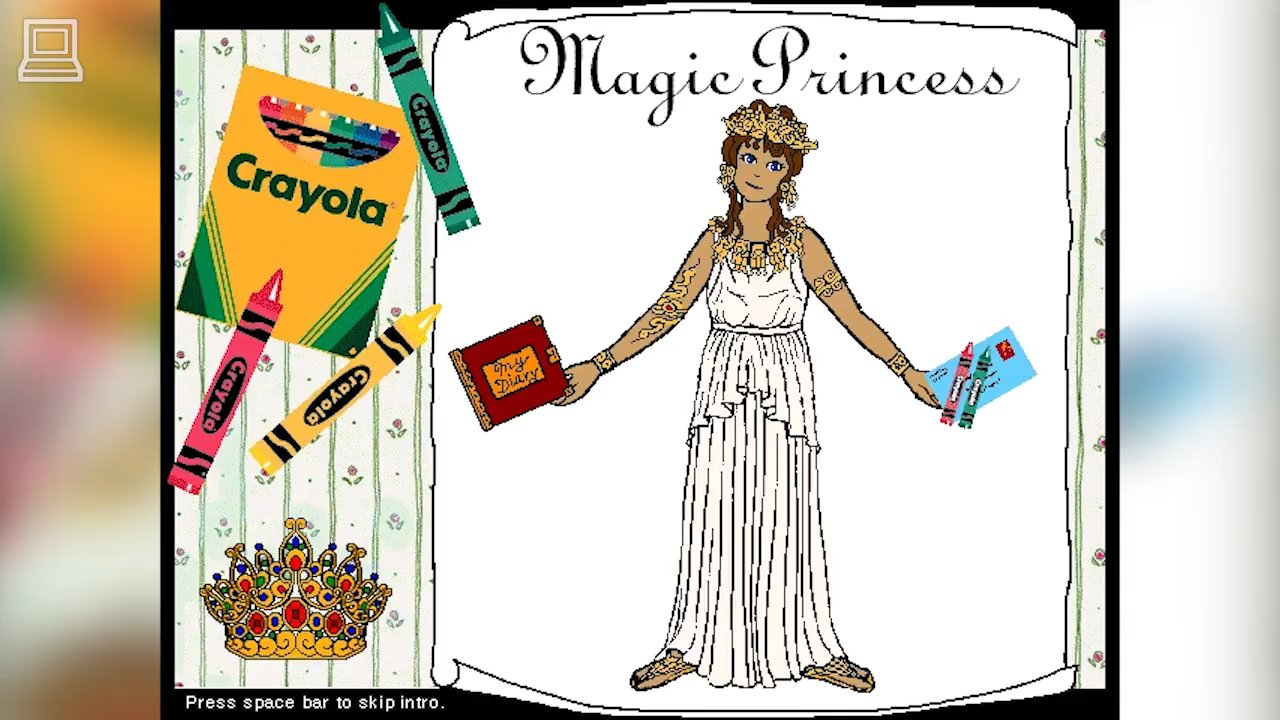 Magic Princess
Crayola
Crayola
Crayola
Crayola
My
Diary
Press space bar to skip intro.